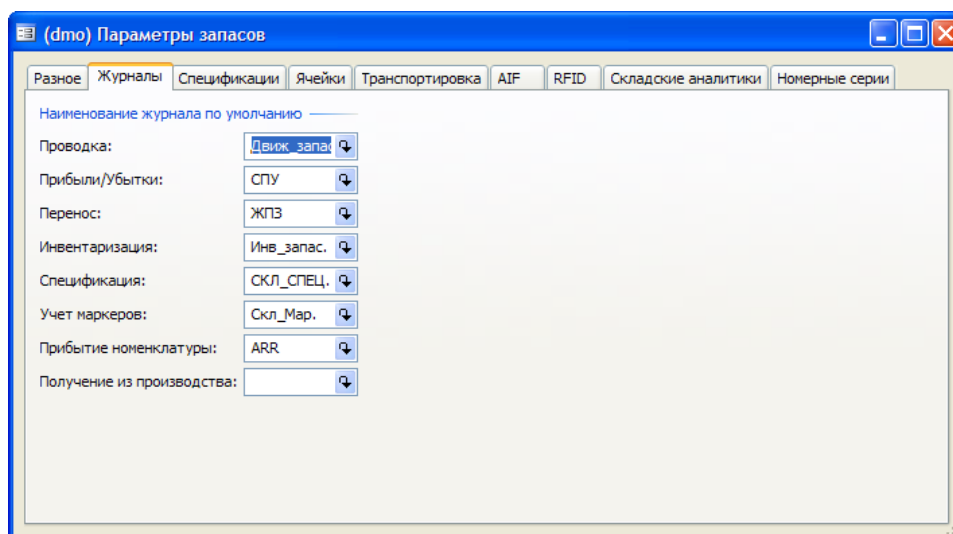 (dmo) Параметры запасов
Разное Журналы Спецификации Ячейки Транспортировка AIF RFID Складские аналитики Номерные серии
Наименование журнала по умолчанию
Проводка: Движ_запас
Прибыли/Убытки: СПУ
Перенос: ЖПЗ
Инвентаризация: Инв_запас.
Спецификация: СКЛ_СПЕЦ.
Учет маркеров: Скл_Мар.
Прибытие номенклатуры: ARR
Получение из производства: